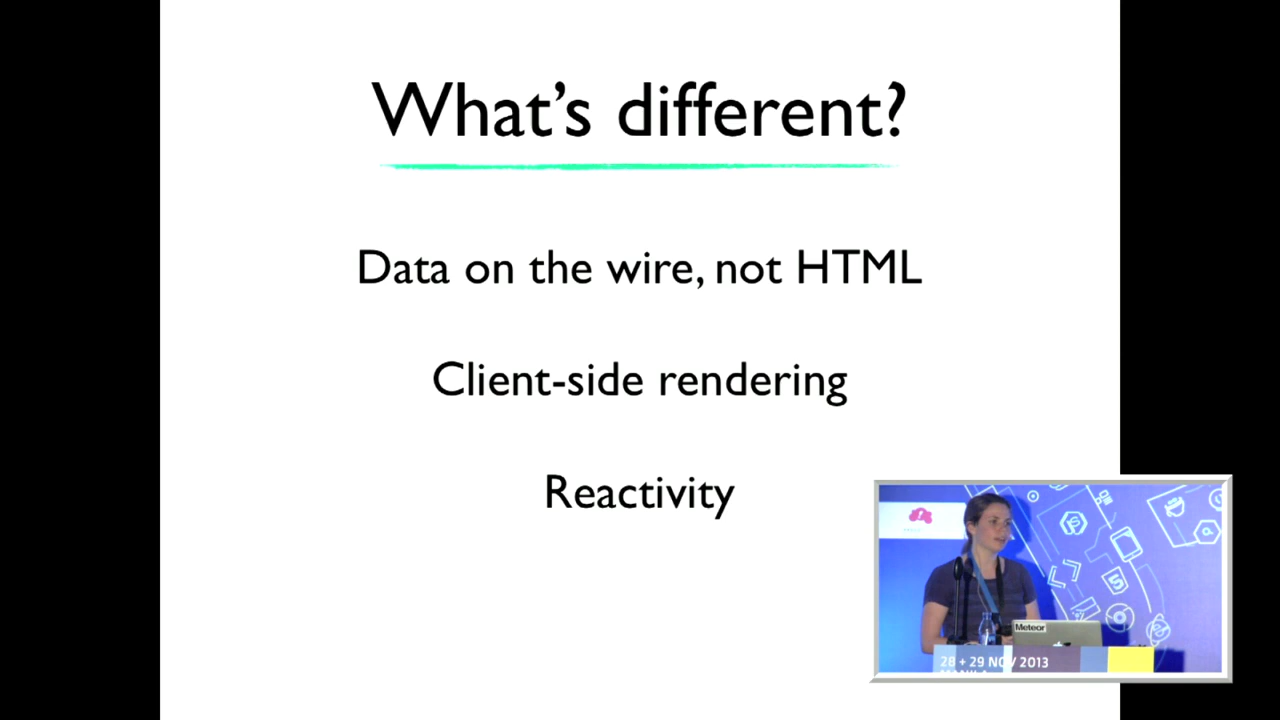 What's different?
Data on the wire, not HTML
Client-side rendering
Reactivity
Meteor
28 + 29 NOV 2013